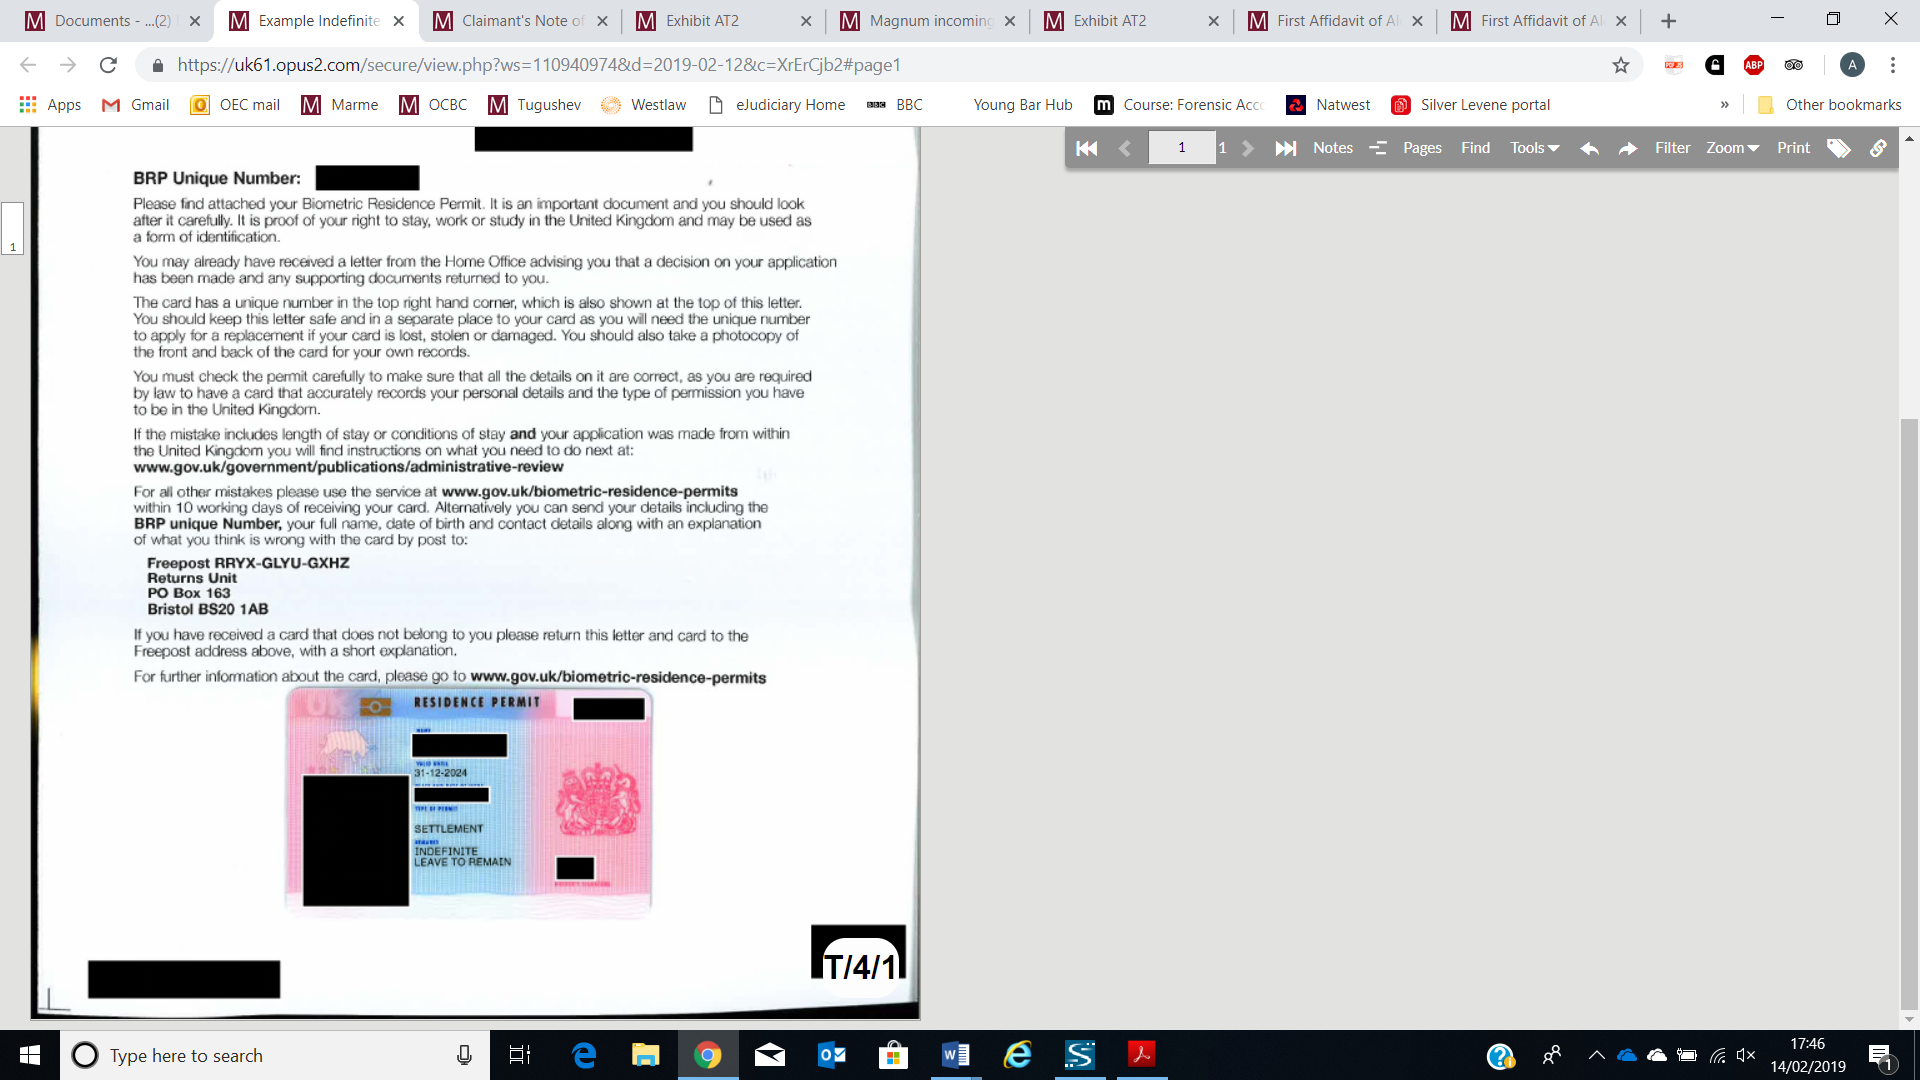 Documents - ...(2)
Example Indefinite
Claimant's Note of
Exhibit AT2
Magnum incoming
Exhibit AT2
First Affidavit of Al
First Affidavit of Al
https://uk61.opus2.com/secure/view.php?ws=110940974&d=2019-02-12&c=XrErCjb2#page1
ABP
A
Apps
Gmail
OEC mail
Marme
OCBC
Tugushev
Westlaw
eJudiciary Home
BBC
BBC
Young Bar Hub
Course: Forensic Acco
Natwest
Silver Levene portal
»
Other bookmarks
1
1
Notes
Pages
Find
Tools
Filter
Zoom
Print
1
BRP Unique Number:
Please find attached your Biometric Residence Permit. It is an important document and you should look
after it carefully. It is proof of your right to stay, work or study in the United Kingdom and may be used as
a form of identification.
You may already have received a letter from the Home Office advising you that a decision on your application
has been made and any supporting documents returned to you.
The card has a unique number in the top right hand corner, which is also shown at the top of this letter.
You should keep this letter safe and in a separate place to your card as you will need the unique number
to apply for a replacement if your card is lost, stolen or damaged. You should also take a photocopy of
the front and back of the card for your own records.
You must check the permit carefully to make sure that all the details on it are correct, as you are required
by law to have a card that accurately records your personal details and the type of permission you have
to be in the United Kingdom.
If the mistake includes length of stay or conditions of stay and your application was made from within
the United Kingdom you will find instructions on what you need to do next at:
www.gov.uk/government/publications/administrative-review
For all other mistakes please use the service at www.gov.uk/biometric-residence-permits
within 10 working days of receiving your card. Alternatively you can send your details including the
BRP unique Number, your full name, date of birth and contact details along with an explanation
of what you think is wrong with the card by post to:
Freepost RRYX-GLYU-GXHZ
Returns Unit
PO Box 163
Bristol BS20 1AB
If you have received a card that does not belong to you please return this letter and card to the
Freepost address above, with a short explanation.
For further information about the card, please go to www.gov.uk/biometric-residence-permits
RESIDENCE PERMIT
NAME
VALID UNTIL
31-12-2024
TYPE OF PERMIT
SETTLEMENT
REMARKS
INDEFINITE
LEAVE TO REMAIN
T/4/1
Type here to search
17:46
14/02/2019
1